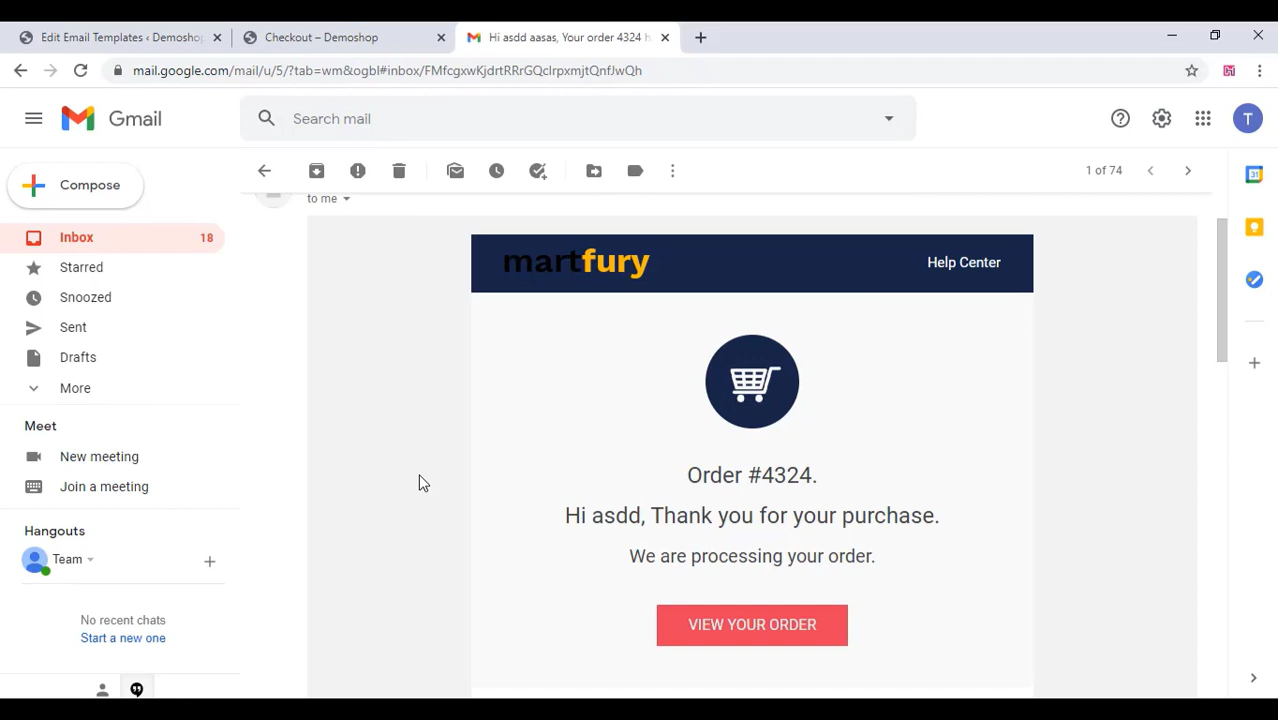 Edit Email Templates ‹ Demoshop
Checkout – Demoshop
Hi asdd aasas, Your order 4324 h
mail.google.com/mail/u/5/?tab=wm&ogbl#inbox/FMfcgxwKjdrtRRrGQclrpxmjtQnfJwQh
Gmail
Search mail
T
Compose
1 of 74
31
Inbox 18
Starred
Snoozed
Sent
Drafts
More
Meet
New meeting
Join a meeting
Hangouts
Team
No recent chats
Start a new one
to me
martfury
Help Center
Order #4324.
Hi asdd, Thank you for your purchase.
We are processing your order.
VIEW YOUR ORDER